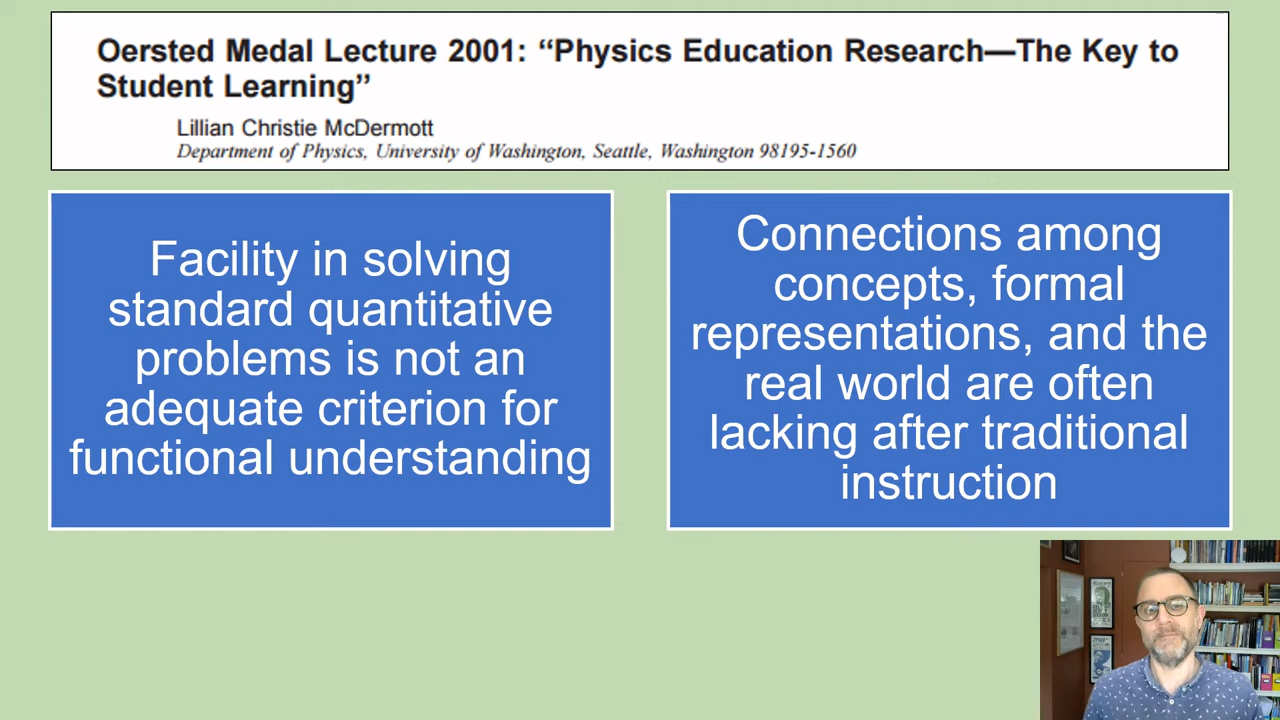 Oersted Medal Lecture 2001: “Physics Education Research—The Key to
Student Learning”
Lillian Christie McDermott
Department of Physics, University of Washington, Seattle, Washington 98195-1560
Facility in solving
standard quantitative
problems is not an
adequate criterion for
functional understanding
Connections among
concepts, formal
representations, and the
real world are often
lacking after traditional
instruction